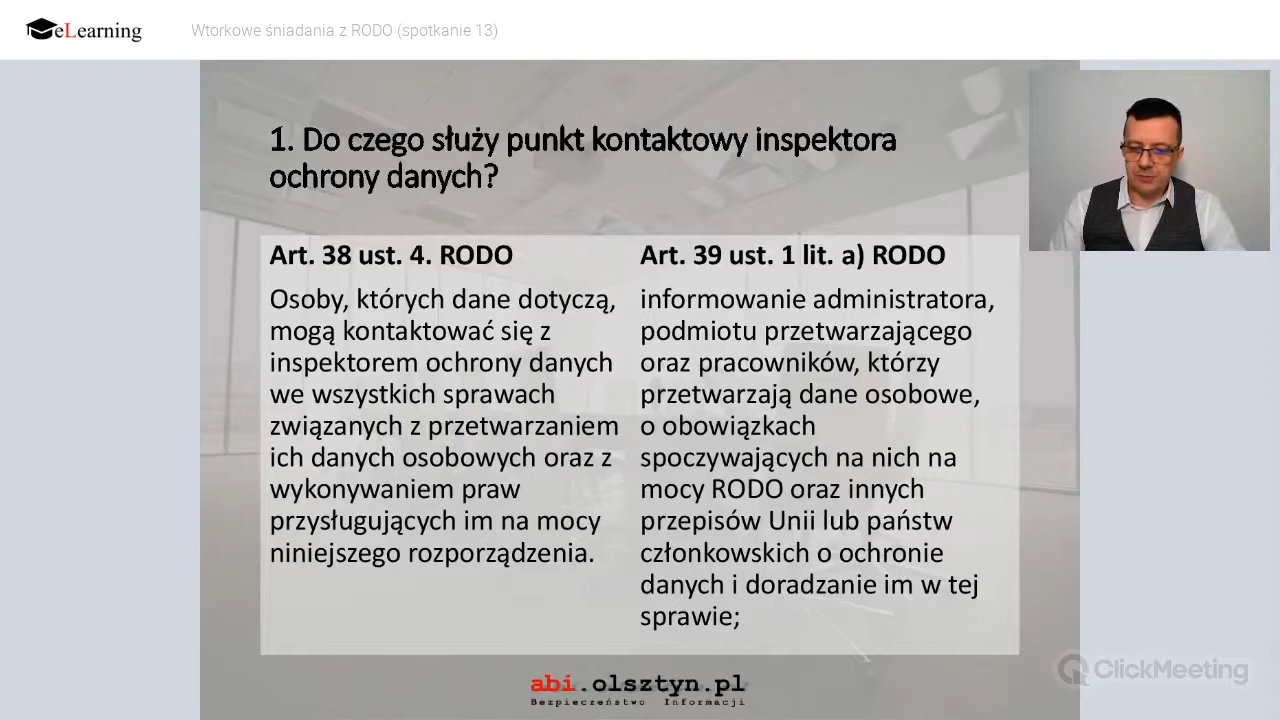 eLearning
Wtorkowe śniadania z RODO (spotkanie 13)
1. Do czego służy punkt kontaktowy inspektora
ochrony danych?
Art. 38 ust. 4. RODO
Osoby, których dane dotyczą,
mogą kontaktować się z
inspektorem ochrony danych
we wszystkich sprawach
związanych z przetwarzaniem
ich danych osobowych oraz z
wykonywaniem praw
przysługujących im na mocy
niniejszego rozporządzenia.
Art. 39 ust. 1 lit. a) RODO
informowanie administratora,
podmiotu przetwarzającego
oraz pracowników, którzy
przetwarzają dane osobowe,
o obowiązkach
spoczywających na nich na
mocy RODO oraz innych
przepisów Unii lub państw
członkowskich o ochronie
danych i doradzanie im w tej
sprawie;
abi.olsztyn.pl
Bezpieczeństwo Informacji
ClickMeeting